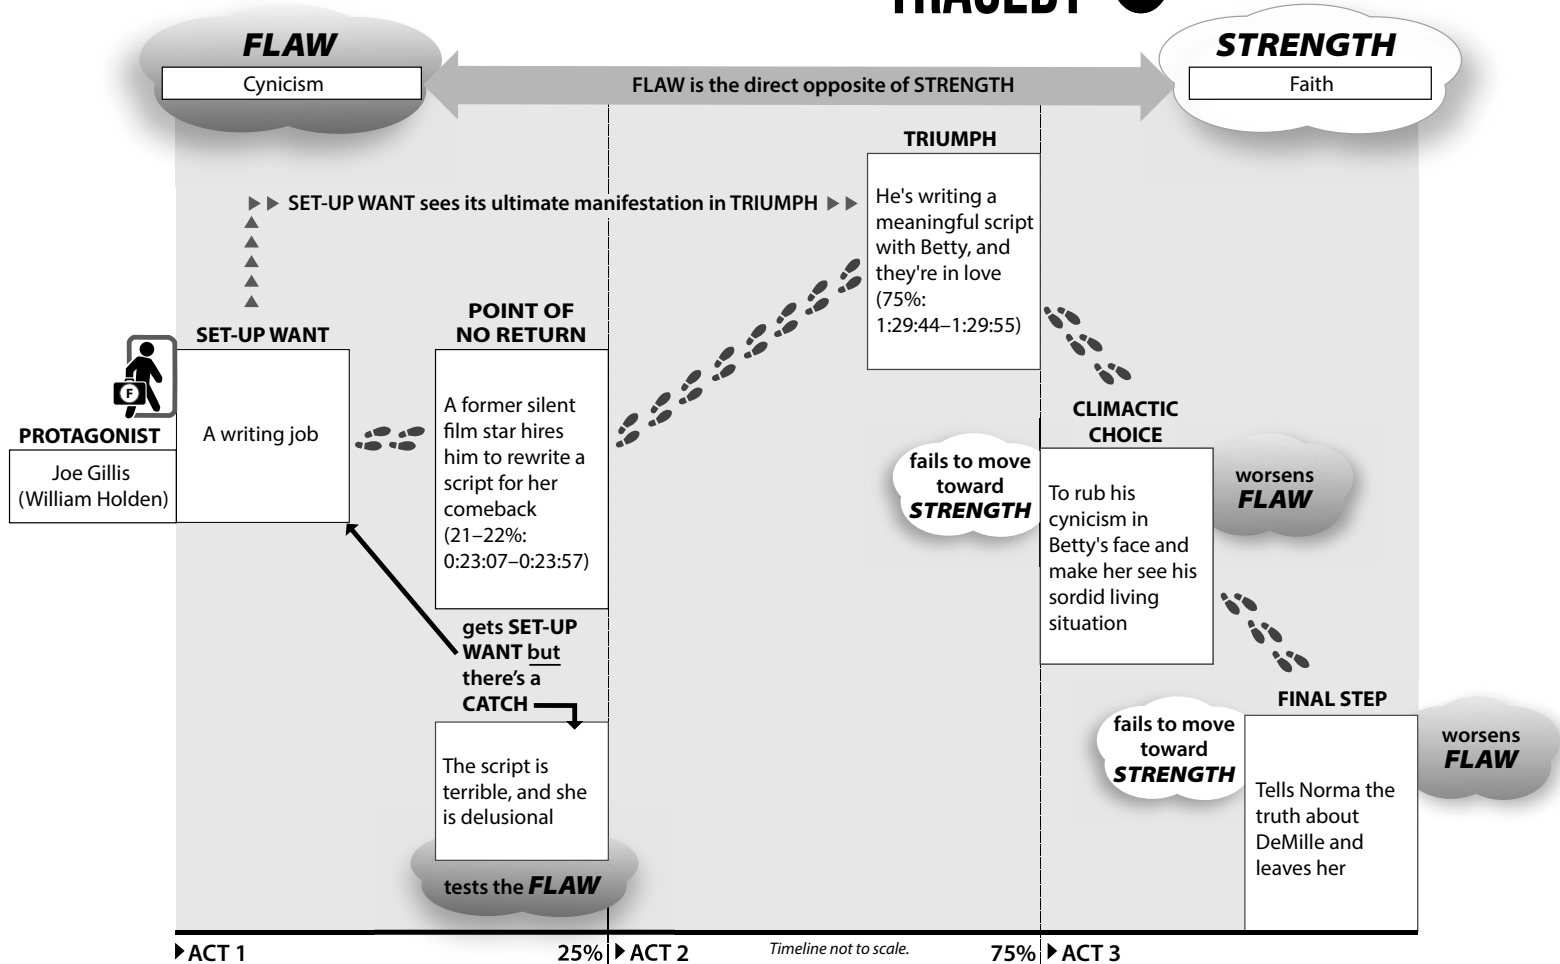 TRAGEDY
FLAW
Cynicism
FLAW is the direct opposite of STRENGTH
STRENGTH
Faith
TRIUMPH
He's writing a
meaningful script
with Betty, and
they're in love
(75%:
1:29:44–1:29:55)
SET-UP WANT sees its ultimate manifestation in TRIUMPH
SET-UP WANT
A writing job
F
PROTAGONIST
Joe Gillis
(William Holden)
POINT OF
NO RETURN
A former silent
film star hires
him to rewrite a
script for her
comeback
(21–22%:
0:23:07–0:23:57)
gets SET-UP
WANT but
there's a
CATCH
The script is
terrible, and she
is delusional
tests the FLAW
CLIMACTIC
CHOICE
fails to move
toward
STRENGTH
To rub his
cynicism in
Betty's face and
make her see his
sordid living
situation
worsens
FLAW
FINAL STEP
fails to move
toward
STRENGTH
Tells Norma the
truth about
DeMille and
leaves her
worsens
FLAW
ACT 1
25%
ACT 2
Timeline not to scale.
75%
ACT 3